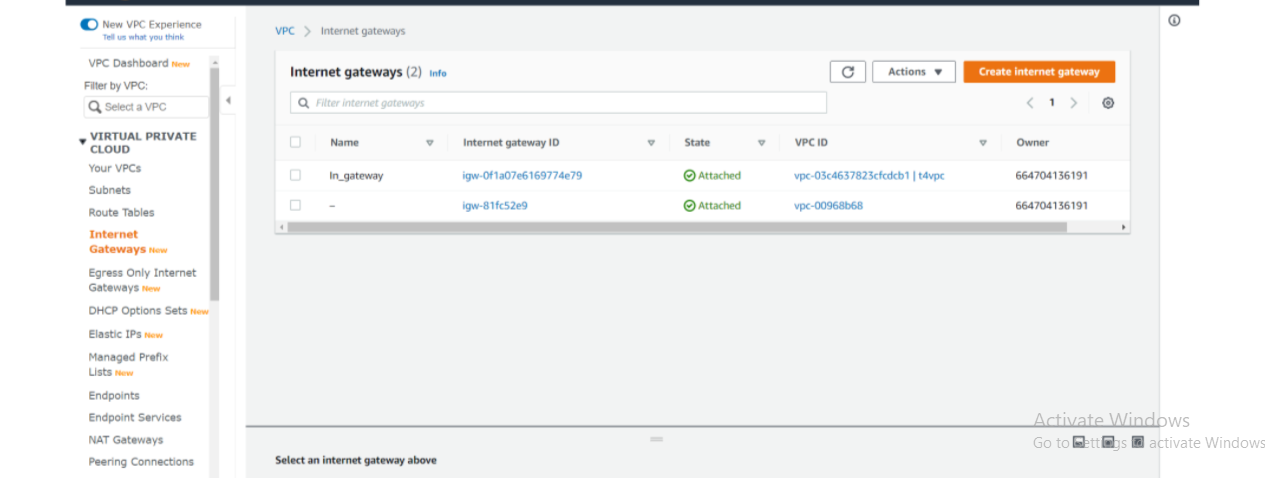 New VPC Experience
Tell us what you think
VPC Dashboard New
Filter by VPC:
Select a VPC
VIRTUAL PRIVATE
CLOUD
Your VPCs
Subnets
Route Tables
Internet
Gateways New
Egress Only Internet
Gateways New
DHCP Options Sets New
Elastic IPs New
Managed Prefix
Lists New
Endpoints
Endpoint Services
NAT Gateways
Peering Connections
VPC > Internet gateways
Internet gateways (2) Info
Actions
Create internet gateway
Filter internet gateways
1
Name Internet gateway ID State VPC ID Owner
In_gateway igw-0f1a07e6169774e79 Attached vpc-03c4637823cfcdcb1 | t4vpc 664704136191
– igw-81fc52e9 Attached vpc-00968b68 664704136191
Select an internet gateway above
Activate Windows
Go to Settings to activate Windows